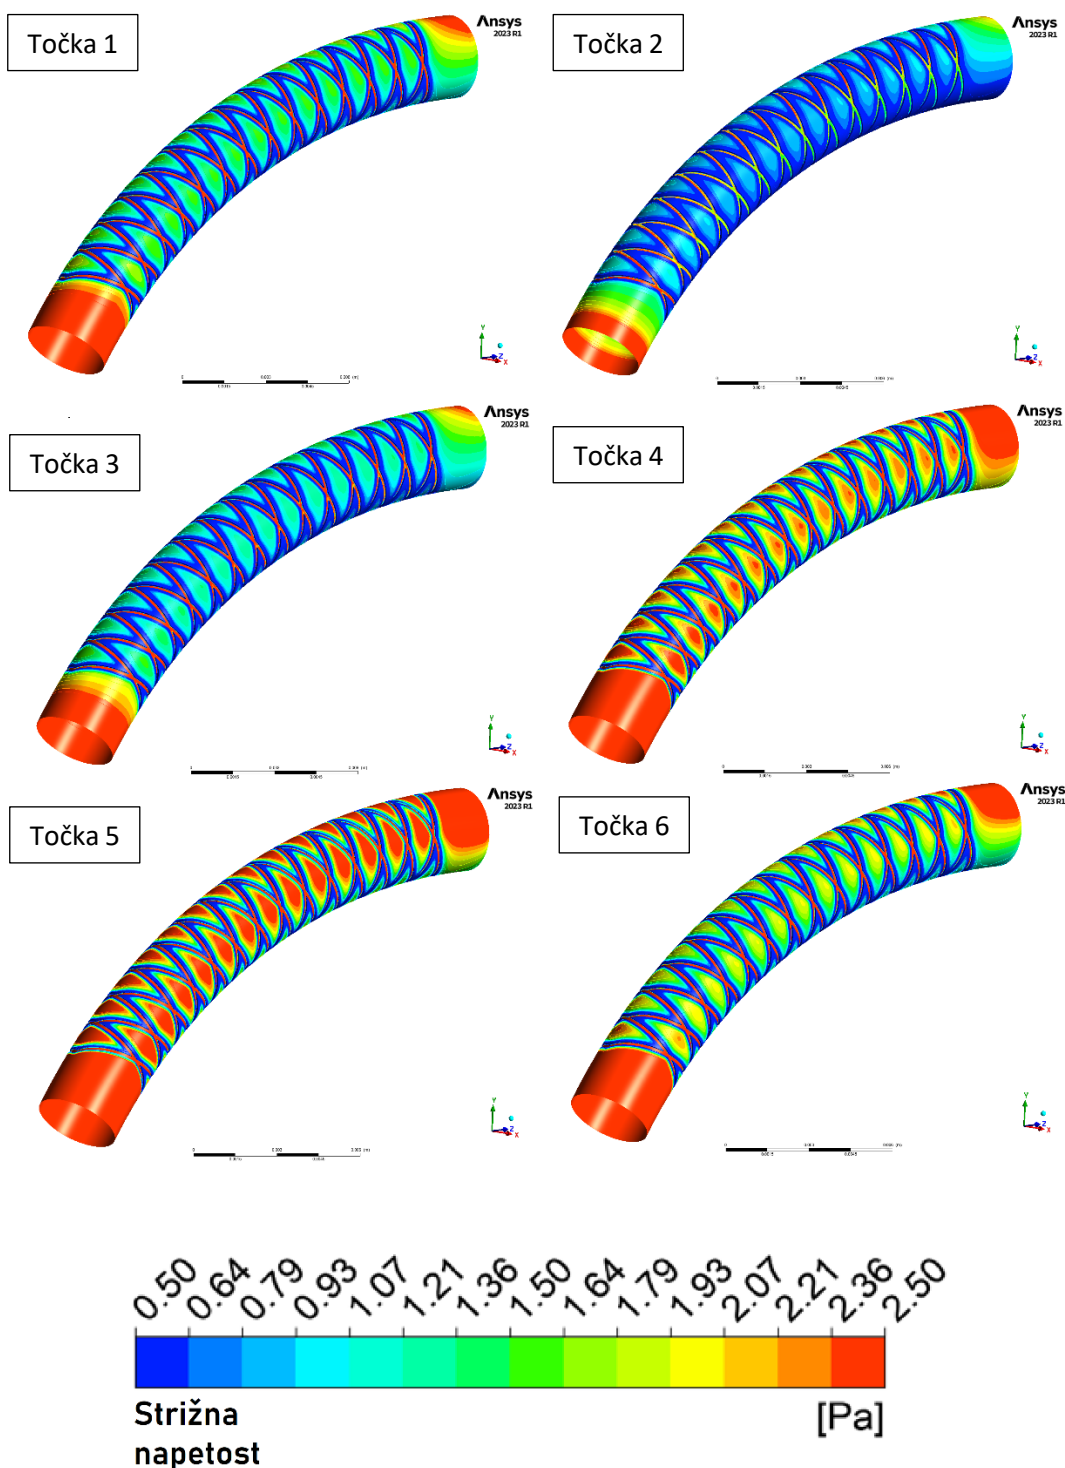 Točka 1
Ansys
2023 R1
Točka 2
Ansys
2023 R1
Točka 3
Ansys
2023 R1
Točka 4
Ansys
2023 R1
Točka 5
Ansys
2023 R1
Točka 6
Ansys
2023 R1
0.50 0.64 0.79 0.93 1.07 1.21 1.36 1.50 1.64 1.79 1.93 2.07 2.21 2.36 2.50
Strižna
napetost
[Pa]